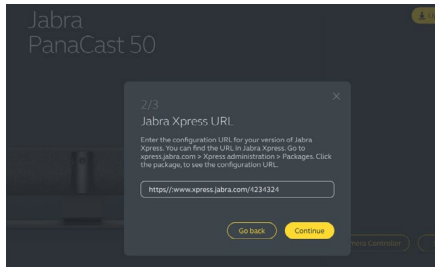 Jabra
PanaCast 50
2/3
Jabra Xpress URL
Enter the configuration URL for your version of Jabra
Xpress. You can find the URL in Jabra Xpress. Go to
xpress.jabra.com > Xpress administration > Packages. Click
the package, to see the configuration URL.
https//:www.xpress.jabra.com/4234324
Go back
Continue
Controller